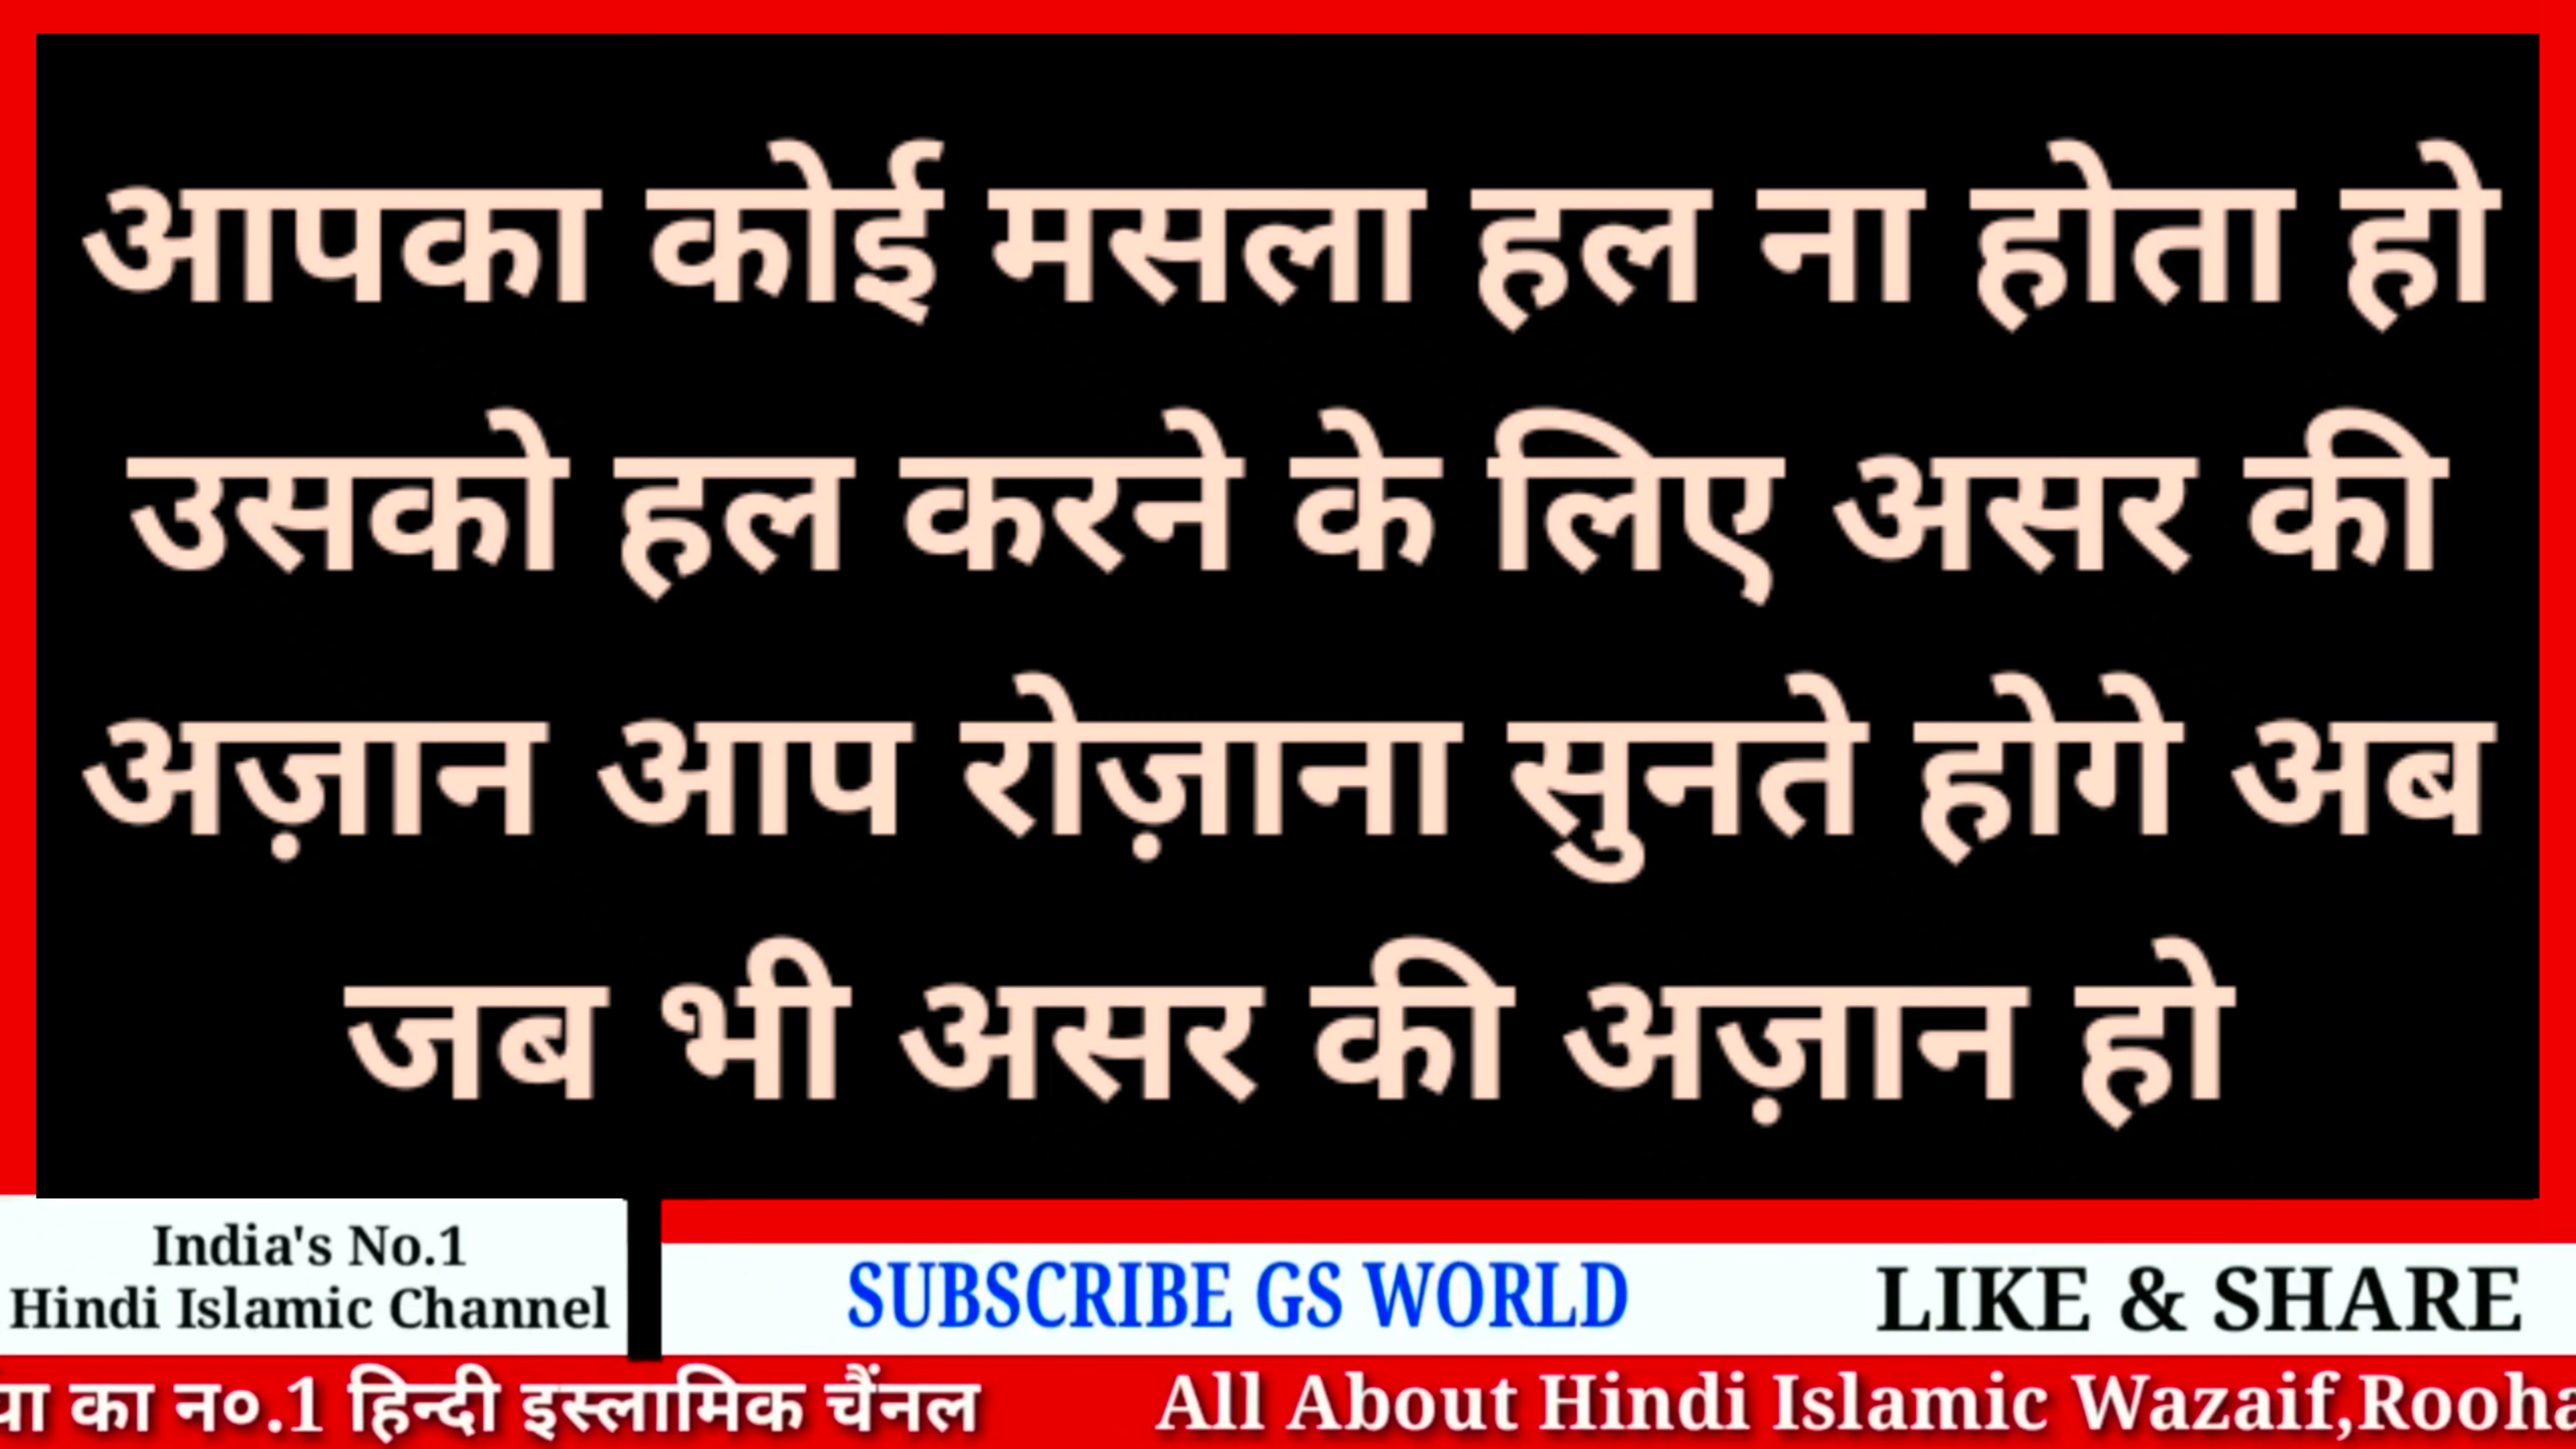 आपका कोई मसला हल ना होता हो
उसको हल करने के लिए असर की
अज़ान आप रोज़ाना सुनते होगे अब
जब भी असर की अज़ान हो
India's No.1
Hindi Islamic Channel
SUBSCRIBE GS WORLD
LIKE & SHARE
का न०.1 हिन्दी इस्लामिक चैंनल
All About Hindi Islamic Wazaif,